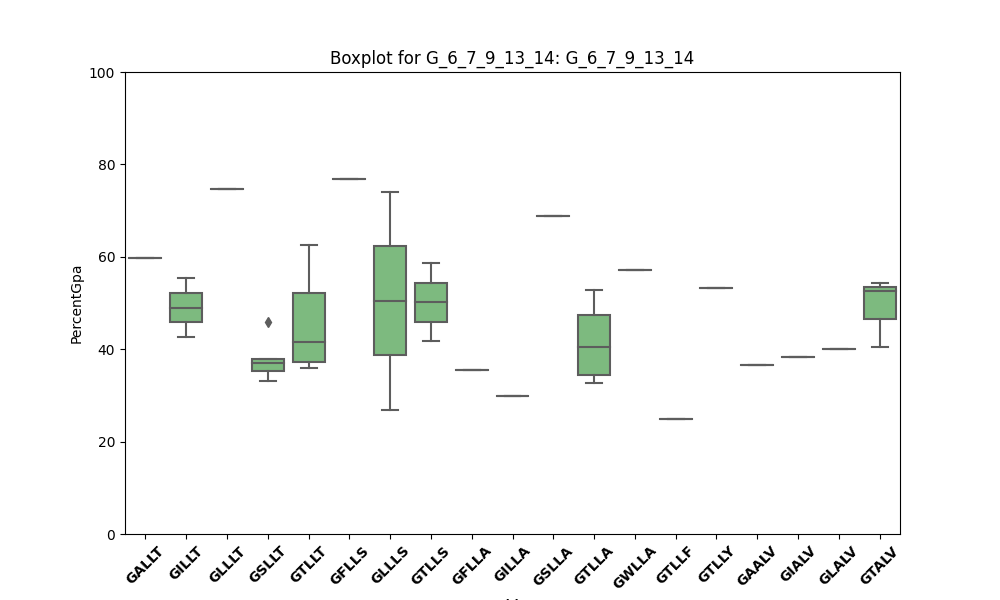 Boxplot for G_6_7_9_13_14: G_6_7_9_13_14
100
80
60
40
20
0
PercentGpa
GALLT GILLT GLLLT GSLLT GTLLT GFLLS GLLLS GTLLS GFLLA GILLA GSLLA GTLLA GWLLA GTLLF GTLLY GAALV GIALV GLALV GTALV